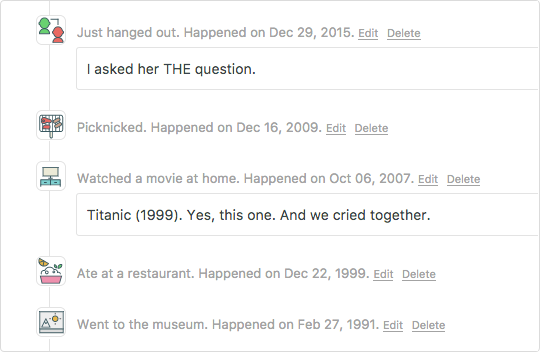 Just hanged out. Happened on Dec 29, 2015. Edit Delete
I asked her THE question.
Picknicked. Happened on Dec 16, 2009. Edit Delete
Watched a movie at home. Happened on Oct 06, 2007. Edit Delete
Titanic (1999). Yes, this one. And we cried together.
Ate at a restaurant. Happened on Dec 22, 1999. Edit Delete
Went to the museum. Happened on Feb 27, 1991. Edit Delete